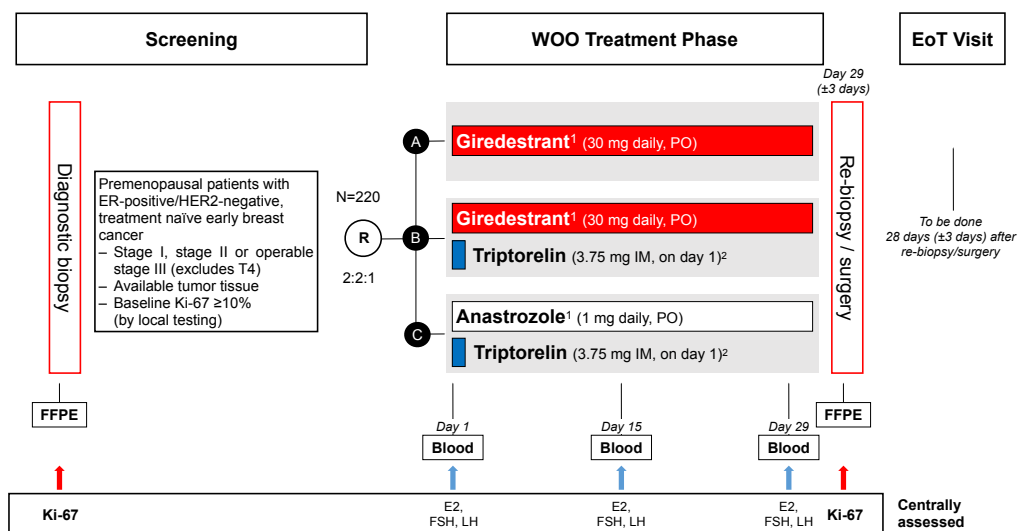 Screening
WOO Treatment Phase
EoT Visit
Day 29
(±3 days)
Diagnostic biopsy
Premenopausal patients with
ER-positive/HER2-negative,
treatment naïve early breast
cancer
– Stage I, stage II or operable
stage III (excludes T4)
– Available tumor tissue
– Baseline Ki-67 ≥10%
(by local testing)
N=220
R
2:2:1
A
Giredestrant¹ (30 mg daily, PO)
B
Giredestrant¹ (30 mg daily, PO)
Triptorelin (3.75 mg IM, on day 1)²
C
Anastrozole¹ (1 mg daily, PO)
Triptorelin (3.75 mg IM, on day 1)²
Re-biopsy / surgery
To be done
28 days (±3 days) after
re-biopsy/surgery
FFPE
Day 1
Blood
Day 15
Blood
Day 29
Blood
FFPE
Ki-67
E2,
FSH, LH
E2,
FSH, LH
E2,
FSH, LH
Ki-67
Centrally
assessed